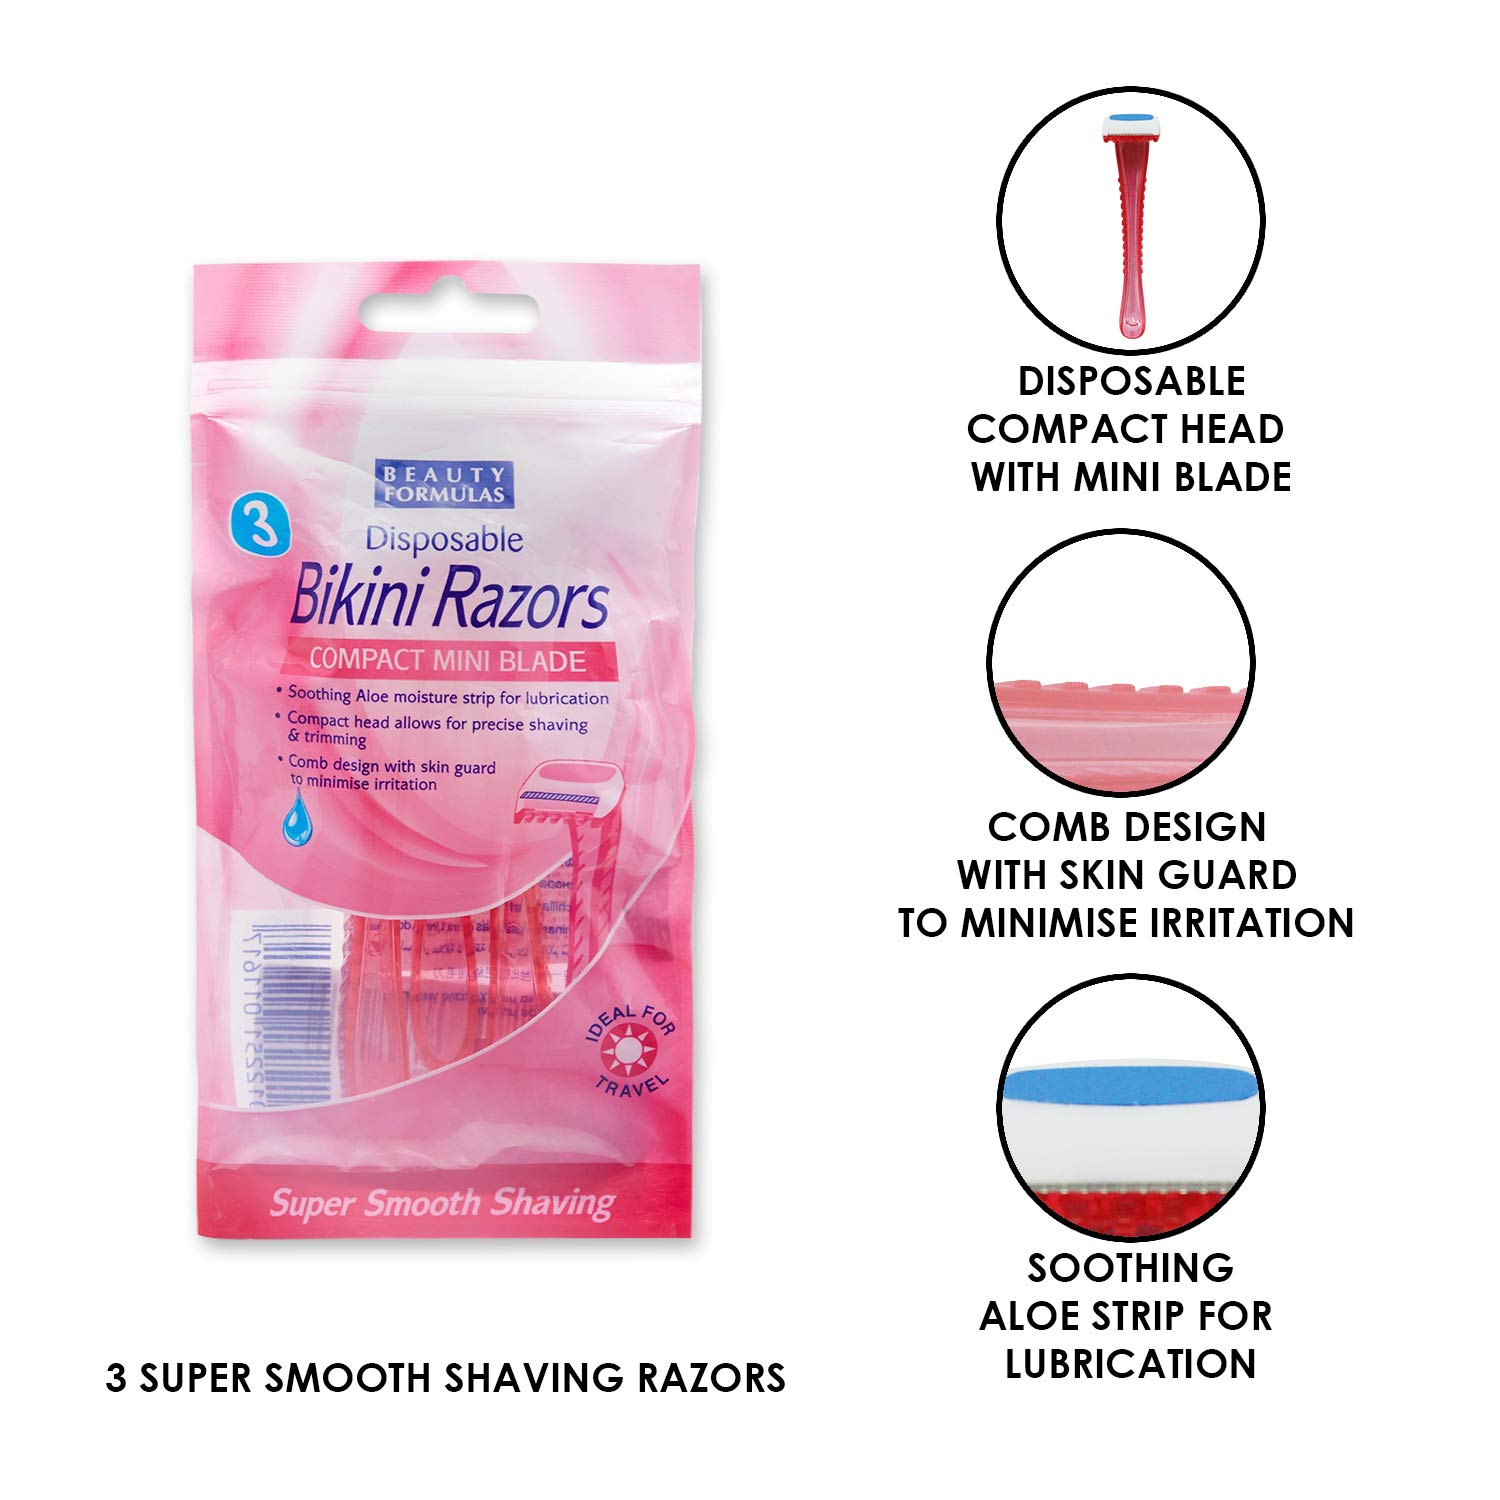 BEAUTY
FORMULAS
3
Disposable
Bikini Razors
COMPACT MINI BLADE
• Soothing Aloe moisture strip for lubrication
• Compact head allows for precise shaving
& trimming
• Comb design with skin guard
to minimise irritation
IDEAL FOR
TRAVEL
Super Smooth Shaving
3 SUPER SMOOTH SHAVING RAZORS
DISPOSABLE
COMPACT HEAD
WITH MINI BLADE
COMB DESIGN
WITH SKIN GUARD
TO MINIMISE IRRITATION
SOOTHING
ALOE STRIP FOR
LUBRICATION